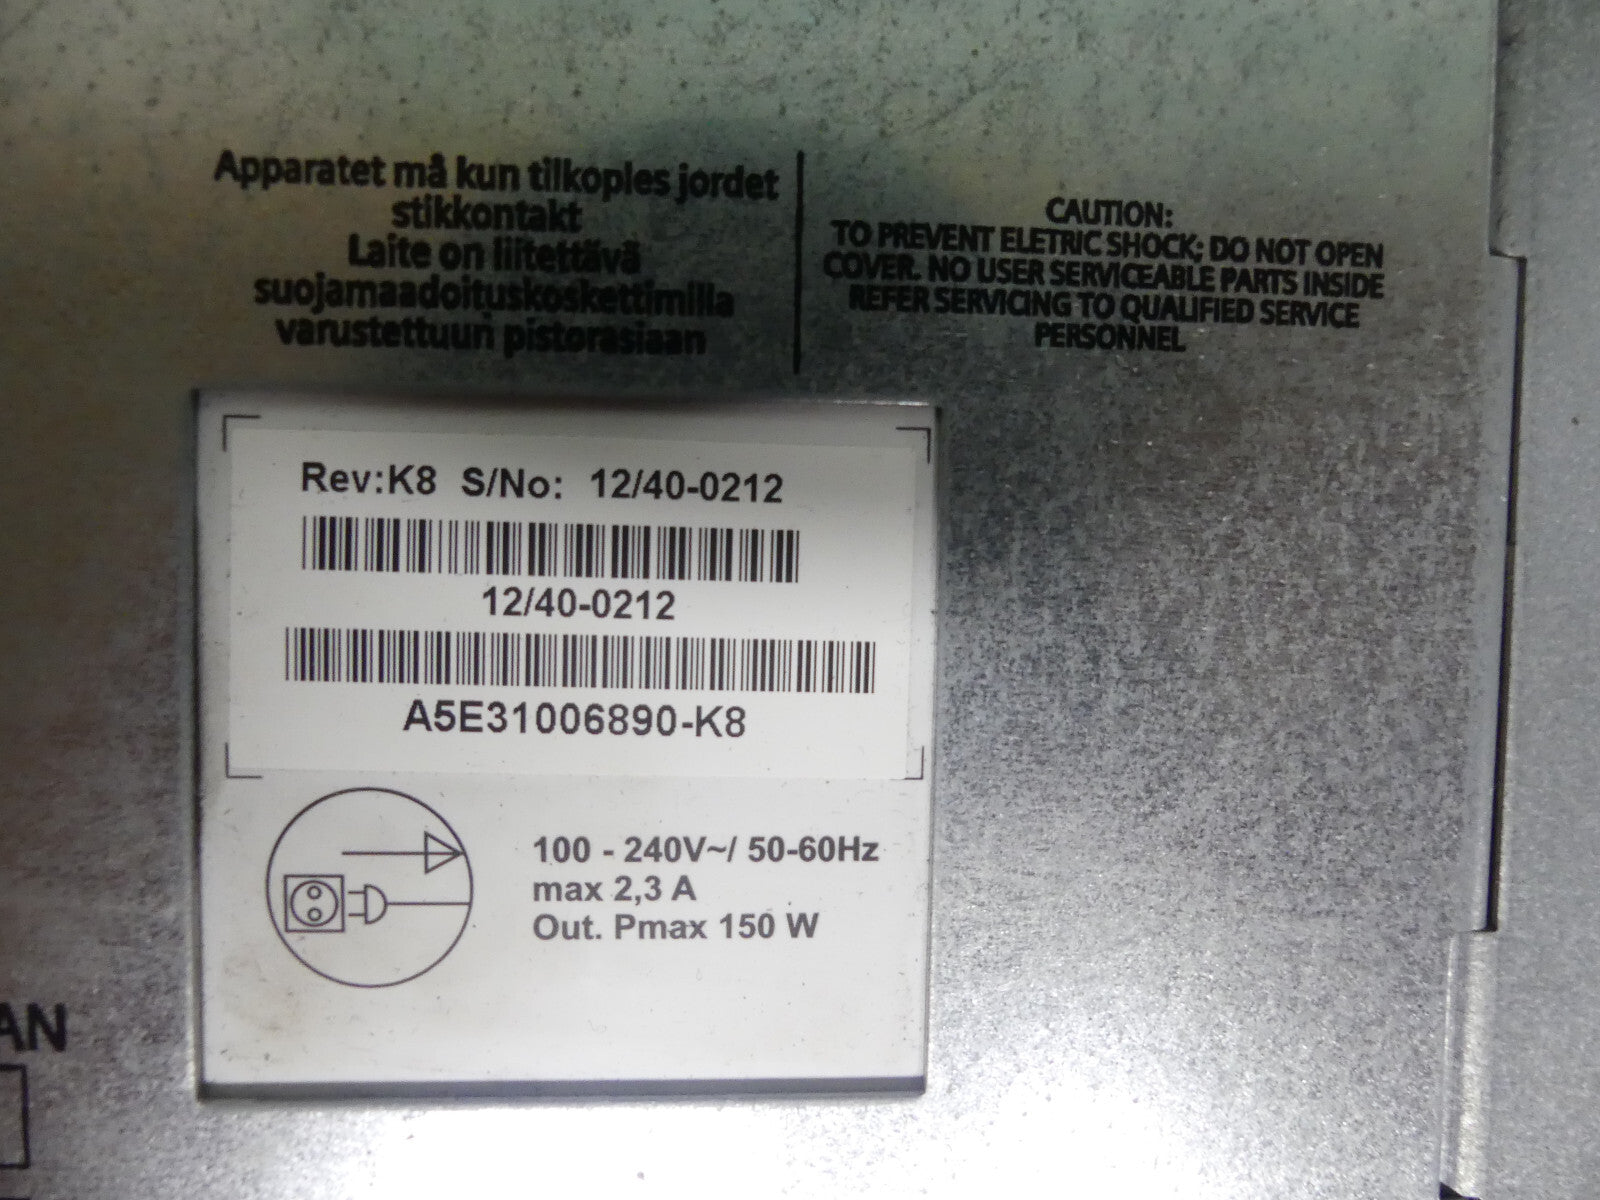 Apparatet må kun tilkoples jordet
stikkontakt
Laite on liitettävä
suojamaadoituskoskettimilla
varustettuun pistorasiaan
CAUTION:
TO PREVENT ELETRIC SHOCK; DO NOT OPEN
COVER. NO USER SERVICEABLE PARTS INSIDE
REFER SERVICING TO QUALIFIED SERVICE
PERSONNEL
Rev:K8 S/No: 12/40-0212
12/40-0212
A5E31006890-K8
100 - 240V~/ 50-60Hz
max 2,3 A
Out. Pmax 150 W
AN